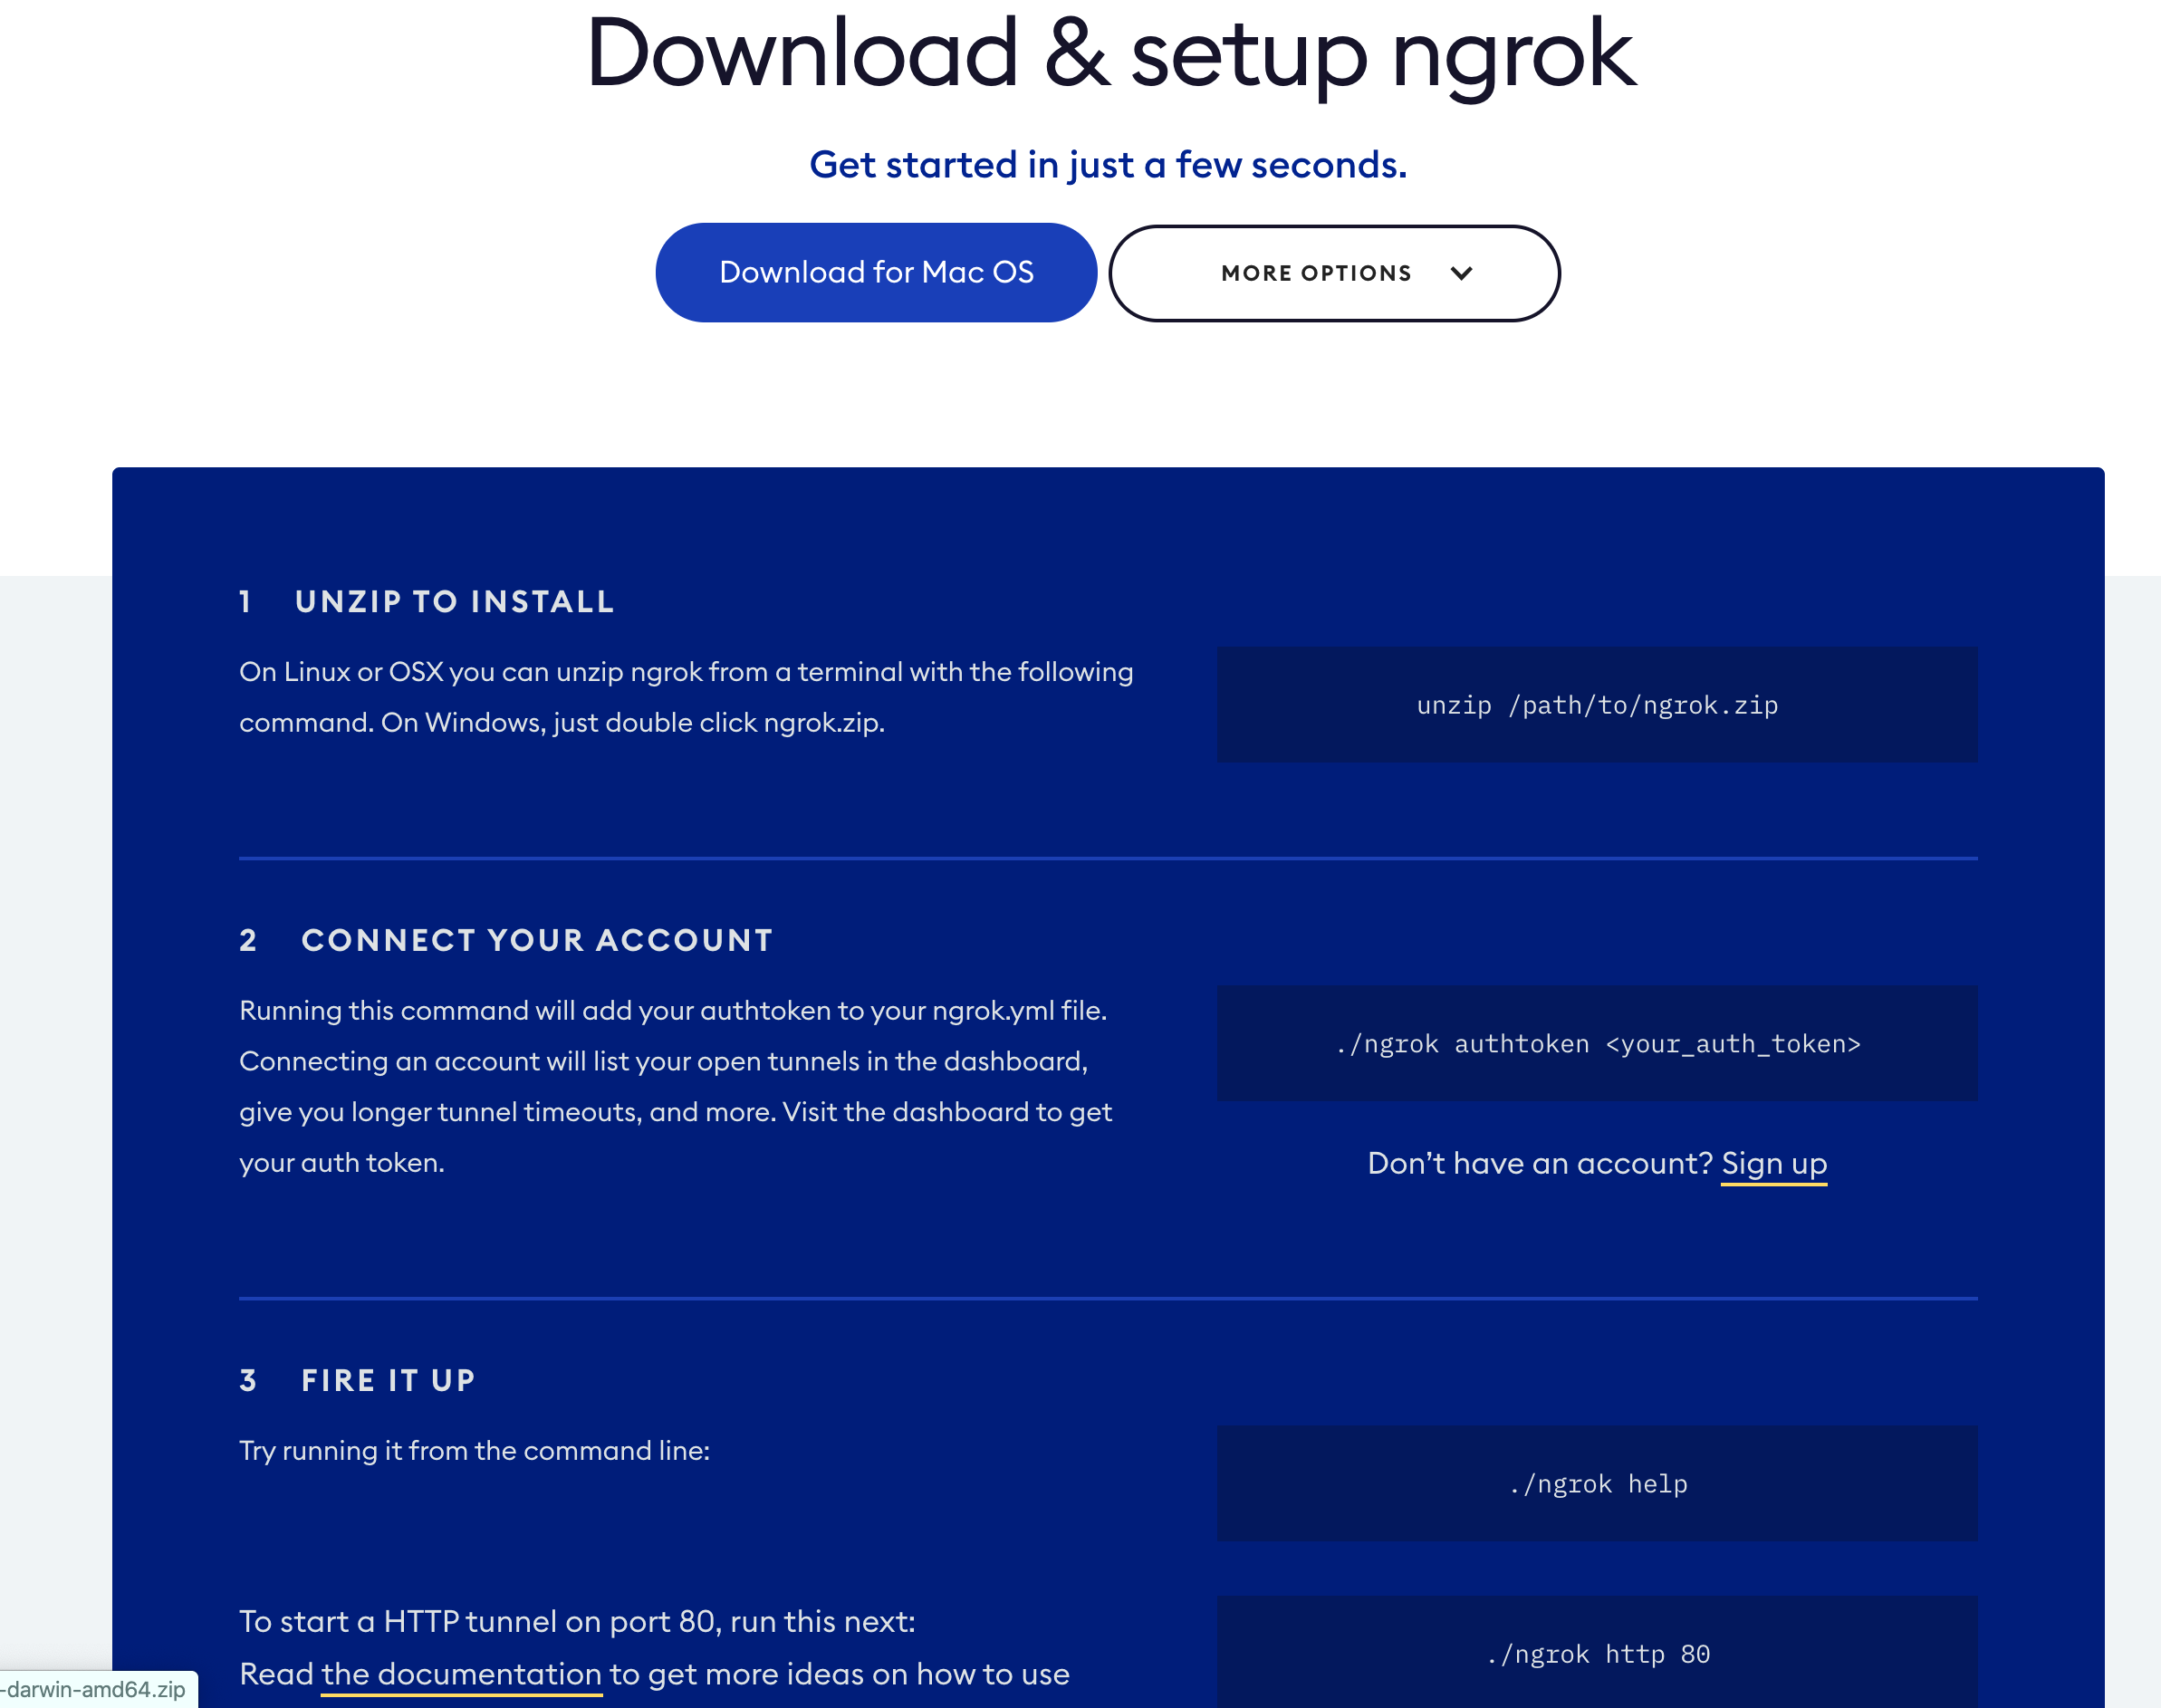 Download & setup ngrok
Get started in just a few seconds.
Download for Mac OS
MORE OPTIONS
1 UNZIP TO INSTALL
On Linux or OSX you can unzip ngrok from a terminal with the following
command. On Windows, just double click ngrok.zip.
unzip /path/to/ngrok.zip
2 CONNECT YOUR ACCOUNT
Running this command will add your authtoken to your ngrok.yml file.
Connecting an account will list your open tunnels in the dashboard,
give you longer tunnel timeouts, and more. Visit the dashboard to get
your auth token.
./ngrok authtoken <your_auth_token>
Don’t have an account? Sign up
3 FIRE IT UP
Try running it from the command line:
./ngrok help
To start a HTTP tunnel on port 80, run this next:
Read the documentation to get more ideas on how to use
./ngrok http 80
-darwin-amd64.zip